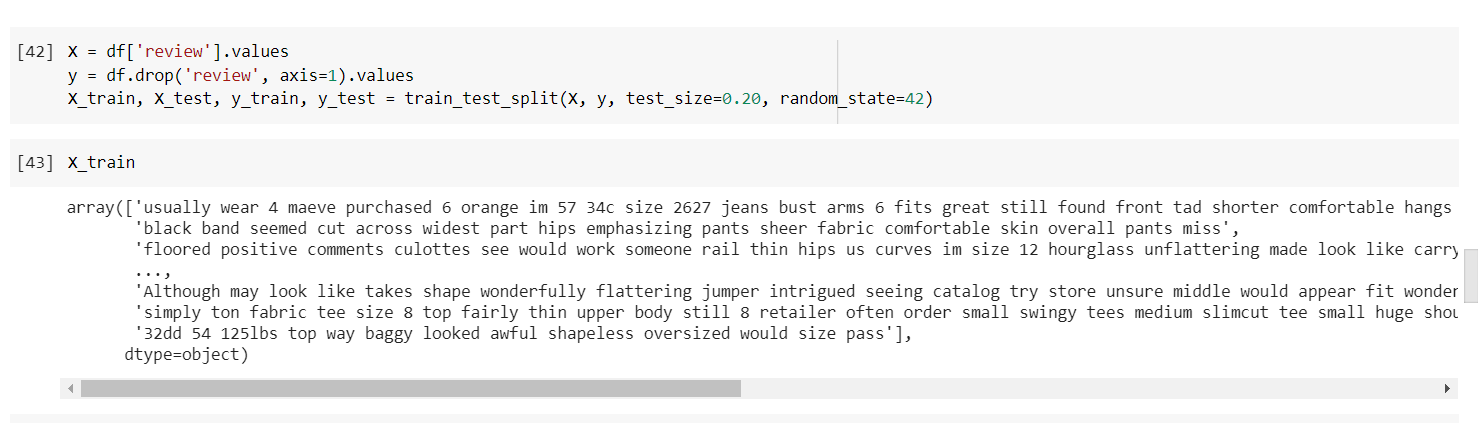 [42] X = df['review'].values
y = df.drop('review', axis=1).values
X_train, X_test, y_train, y_test = train_test_split(X, y, test_size=0.20, random_state=42)
[43] X_train
array(['usually wear 4 maeve purchased 6 orange im 57 34c size 2627 jeans bust arms 6 fits great still found front tad shorter comfortable hangs
'black band seemed cut across widest part hips emphasizing pants sheer fabric comfortable skin overall pants miss',
'floored positive comments culottes see would work someone rail thin hips us curves im size 12 hourglass unflattering made look like carry
...,
'Although may look like takes shape wonderfully flattering jumper intrigued seeing catalog try store unsure middle would appear fit wonder
'simply ton fabric tee size 8 top fairly thin upper body still 8 retailer often order small swingy tees medium slimcut tee small huge shou
'32dd 54 125lbs top way baggy looked awful shapeless oversized would size pass'],
dtype=object)